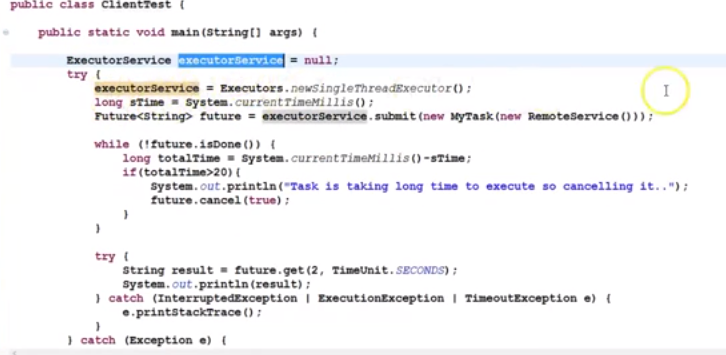 public class ClientTest {
public static void main(String[] args) {
ExecutorService executorService = null;
try {
executorService = Executors.newSingleThreadExecutor();
long sTime = System.currentTimeMillis();
Future<String> future = executorService.submit(new MyTask(new RemoteService()));
while (!future.isDone()) {
long totalTime = System.currentTimeMillis()-sTime;
if(totalTime>20){
System.out.println("Task is taking long time to execute so cancelling it..");
future.cancel(true);
}
}
try {
String result = future.get(2, TimeUnit.SECONDS);
System.out.println(result);
} catch (InterruptedException | ExecutionException | TimeoutException e) {
e.printStackTrace();
}
} catch (Exception e) {